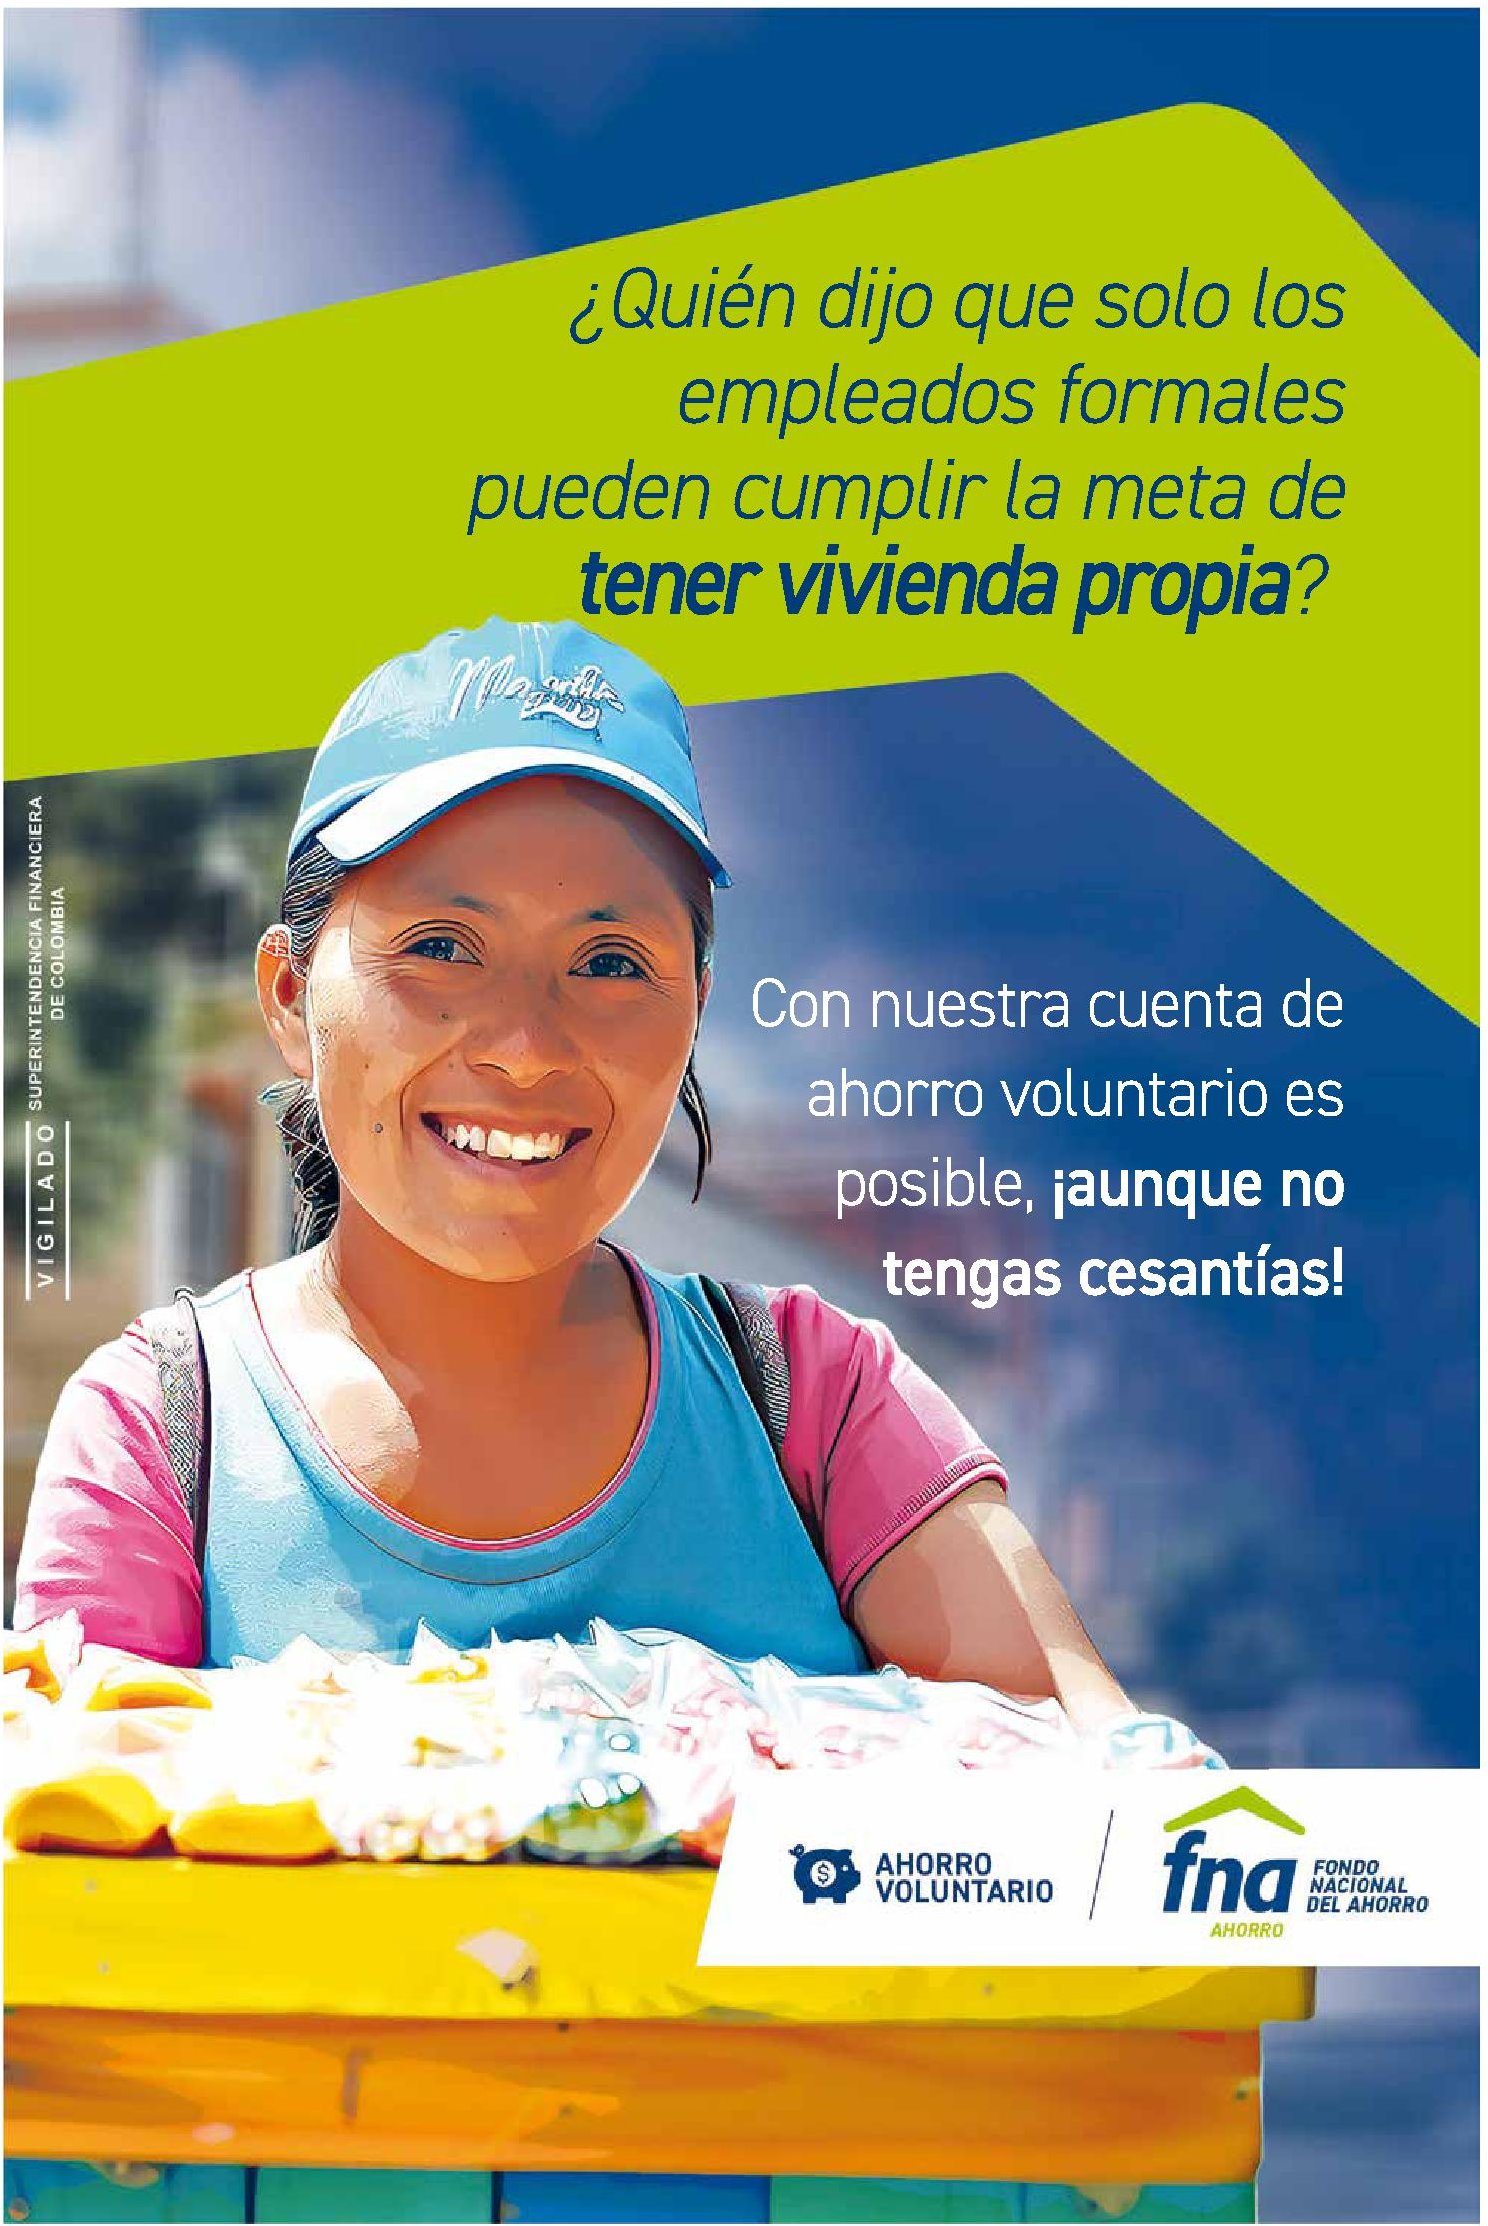 ¿Quién dijo que solo los
empleados formales
pueden cumplir la meta de
tener vivienda propia?
VIGILADO SUPERINTENDENCIA FINANCIERA
DE COLOMBIA
Con nuestra cuenta de
ahorro voluntario es
posible, ¡aunque no
tengas cesantías!
AHORRO
VOLUNTARIO
fna
FONDO
NACIONAL
DEL AHORRO
AHORRO